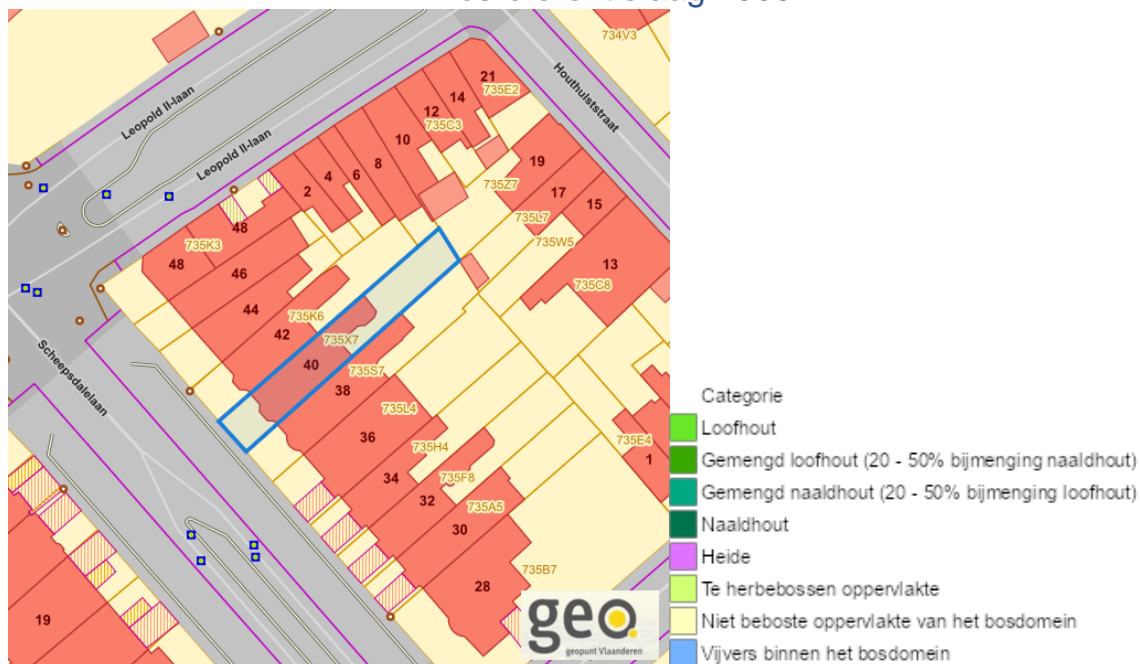 734V3
Leopold II-laan
Leopold II-laan
Houthulststraat
21
735E2
14
12
735C3
10
8
6
4
2
19
735Z7
17
735L7
15
735W5
13
735C8
48
735K3
48
46
44
735K6
42
735X7
40
735S7
38
735L4
36
735H4
34
735F8
32
735A5
30
735B7
28
735E4
1
Scheepsdalelaan
19
geo
geopunt Vlaanderen
Categorie
Loofhout
Gemengd loofhout (20 - 50% bijmenging naaldhout)
Gemengd naaldhout (20 - 50% bijmenging loofhout)
Naaldhout
Heide
Te herbebossen oppervlakte
Niet beboste oppervlakte van het bosdomein
Vijvers binnen het bosdomein